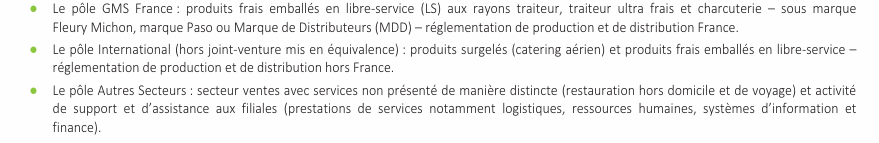 ● Le pôle GMS France : produits frais emballés en libre-service (LS) aux rayons traiteur, traiteur ultra frais et charcuterie – sous marque
Fleury Michon, marque Paso ou Marque de Distributeurs (MDD) – réglementation de production et de distribution France.
● Le pôle International (hors joint-venture mis en équivalence) : produits surgelés (catering aérien) et produits frais emballés en libre-service –
réglementation de production et de distribution hors France.
● Le pôle Autres Secteurs : secteur ventes avec services non présenté de manière distincte (restauration hors domicile et de voyage) et activité
de support et d’assistance aux filiales (prestations de services notamment logistiques, ressources humaines, systèmes d’information et
finance).